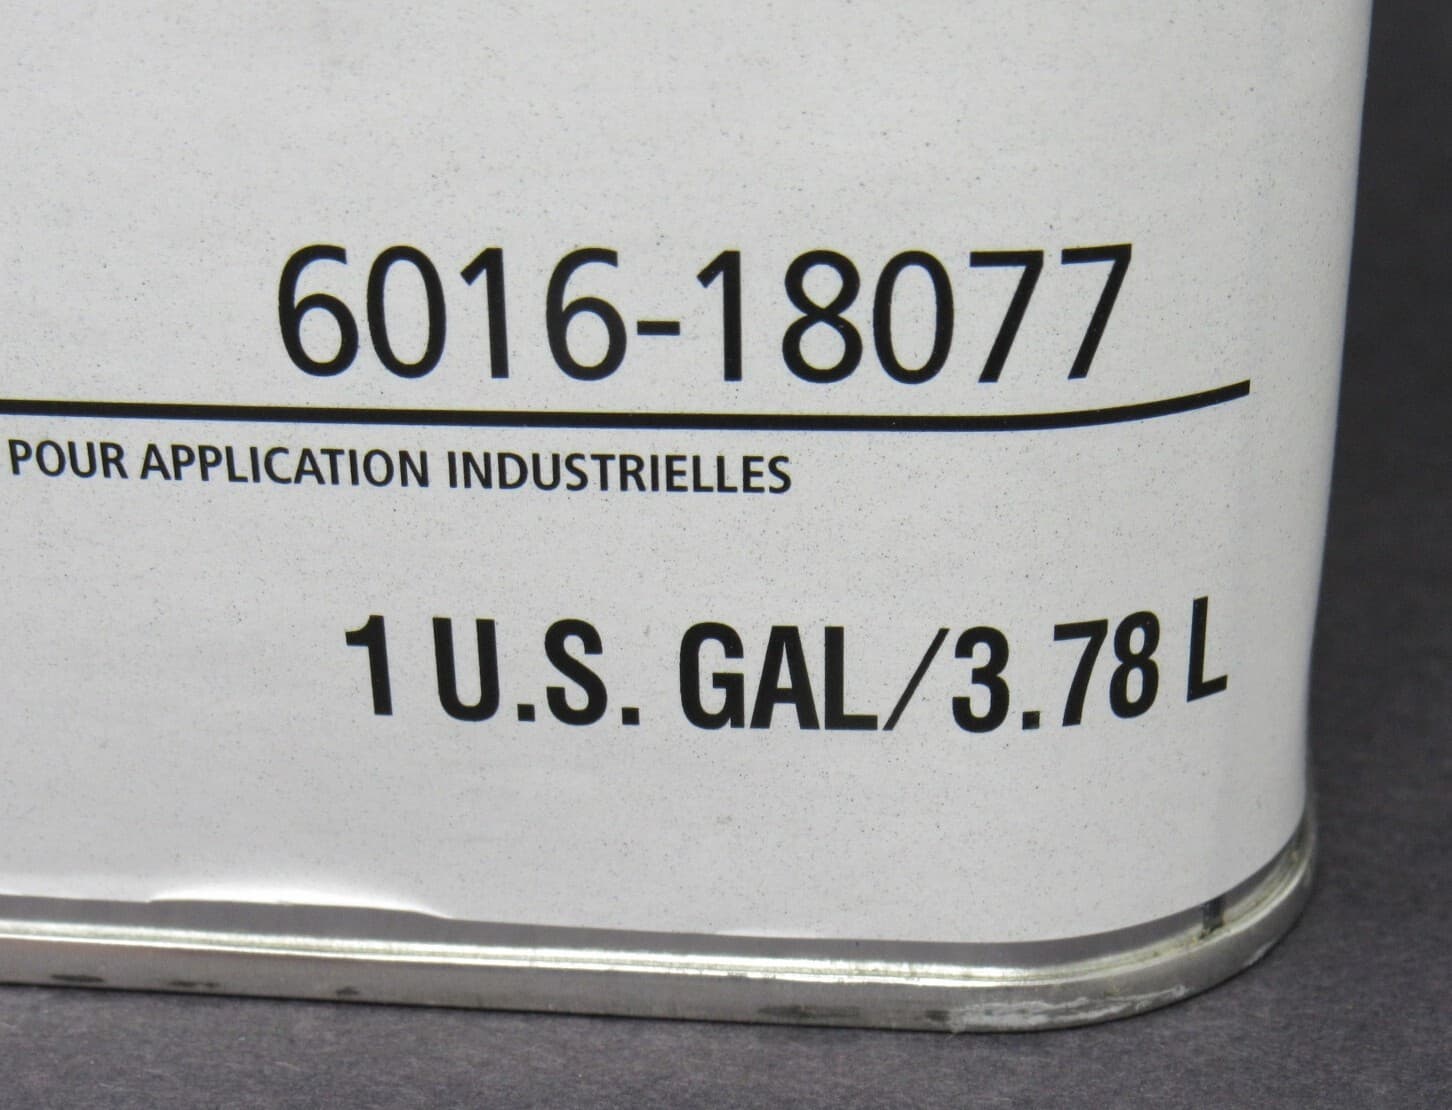 6016-18077
POUR APPLICATION INDUSTRIELLES
1 U.S. GAL/3.78 L